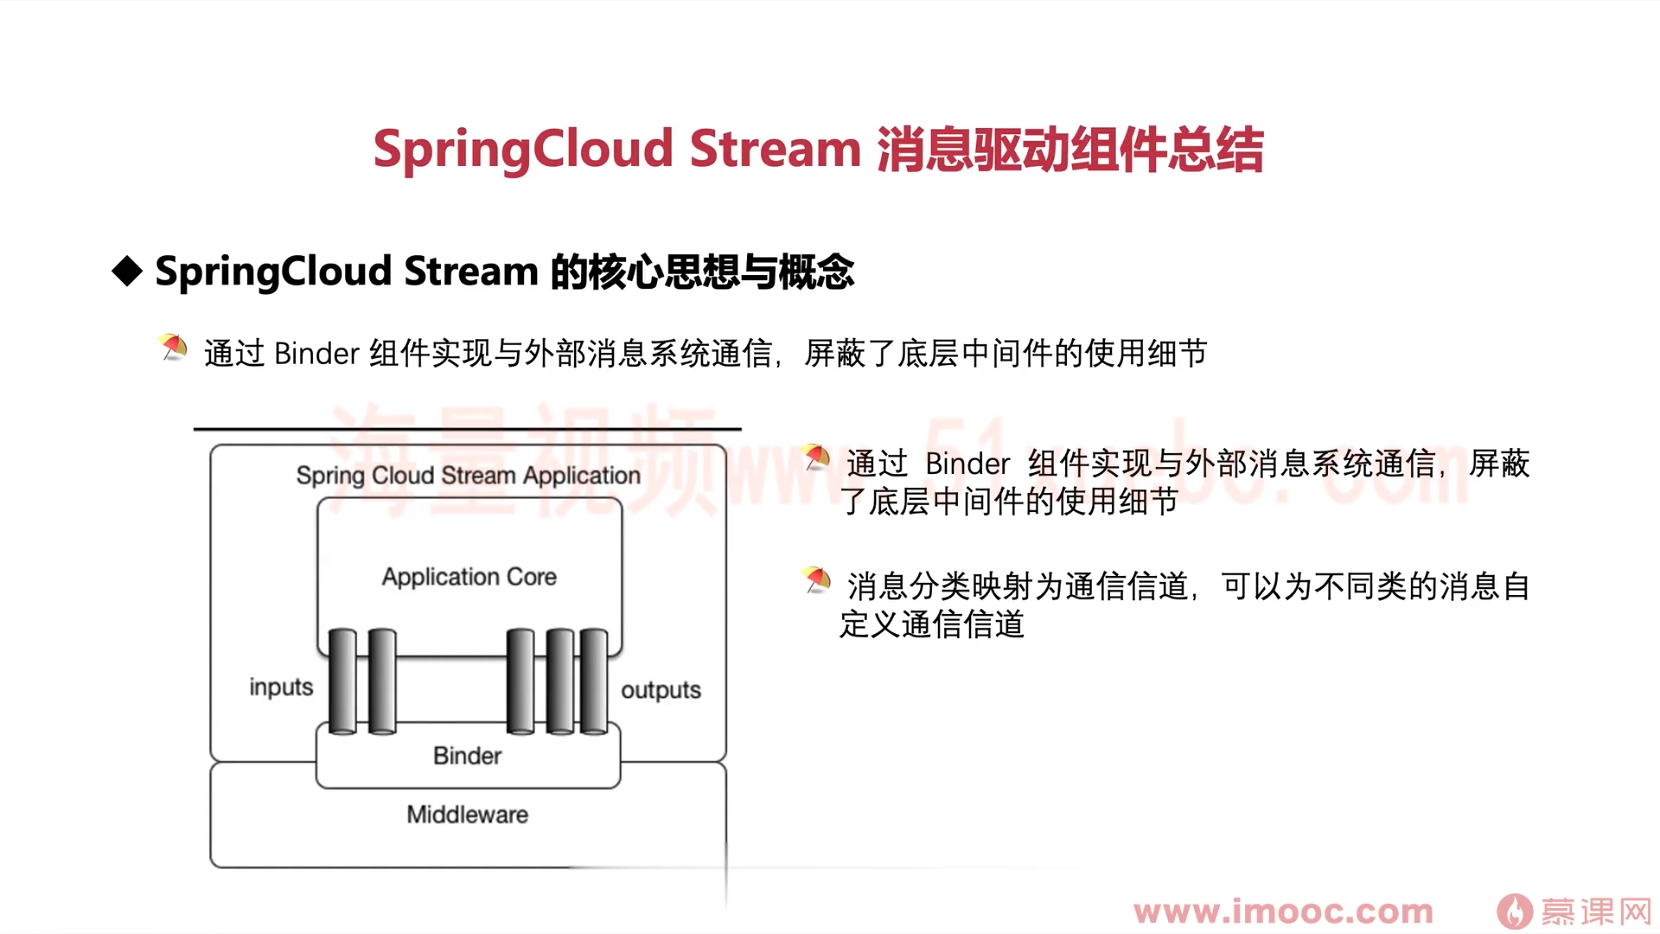 SpringCloud Stream 消息驱动组件总结
SpringCloud Stream 的核心思想与概念
通过 Binder 组件实现与外部消息系统通信，屏蔽了底层中间件的使用细节
海量视频www.51xuebc.com
Spring Cloud Stream Application
Application Core
inputs
outputs
Binder
Middleware
通过 Binder 组件实现与外部消息系统通信，屏蔽
了底层中间件的使用细节
消息分类映射为通信信道，可以为不同类的消息自
定义通信信道
www.imooc.com
慕课网